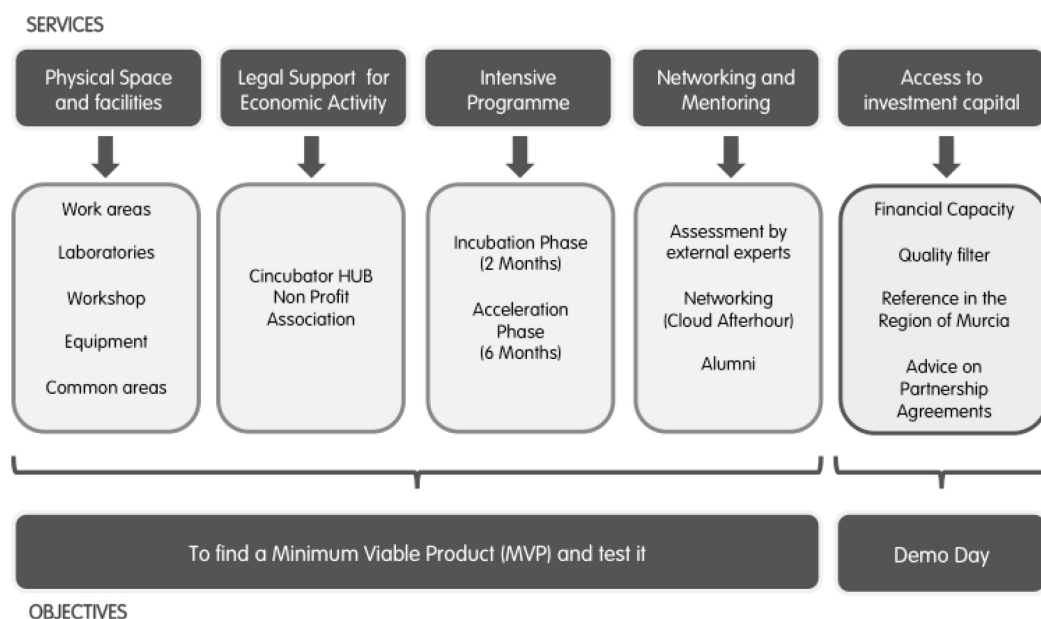 SERVICES
Physical Space
and facilities
Legal Support for
Economic Activity
Intensive
Programme
Networking and
Mentoring
Access to
investment capital
Work areas
Laboratories
Workshop
Equipment
Common areas
Cincubator HUB
Non Profit
Association
Incubation Phase
(2 Months)
Acceleration
Phase
(6 Months)
Assessment by
external experts
Networking
(Cloud Afterhour)
Alumni
Financial Capacity
Quality filter
Reference in the
Region of Murcia
Advice on
Partnership
Agreements
To find a Minimum Viable Product (MVP) and test it
Demo Day
OBJECTIVES